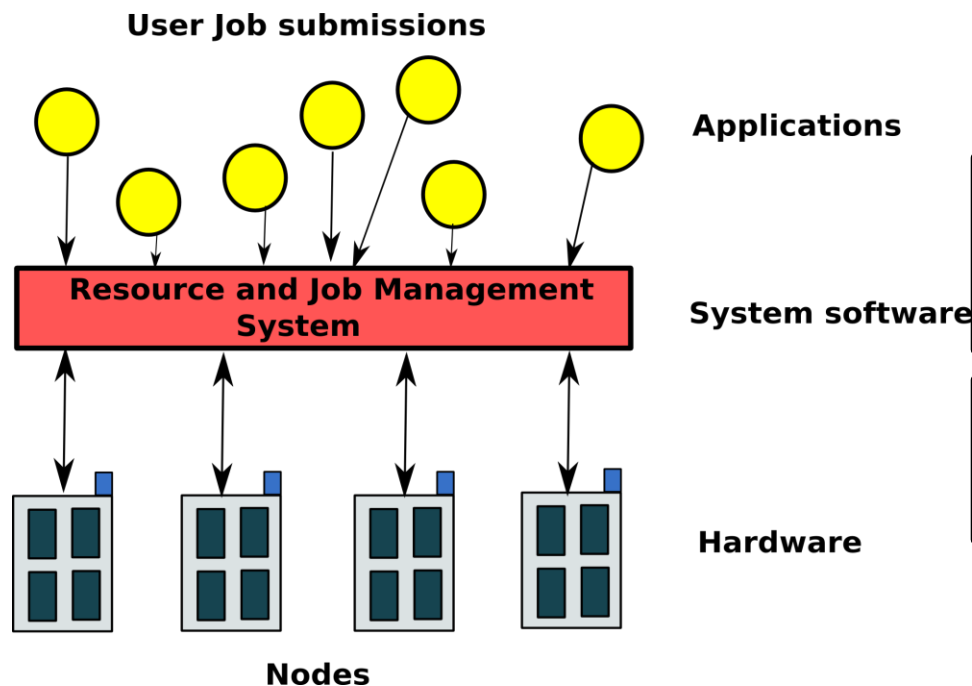 User Job submissions
Applications
Resource and Job Management
System
System software
Hardware
Nodes